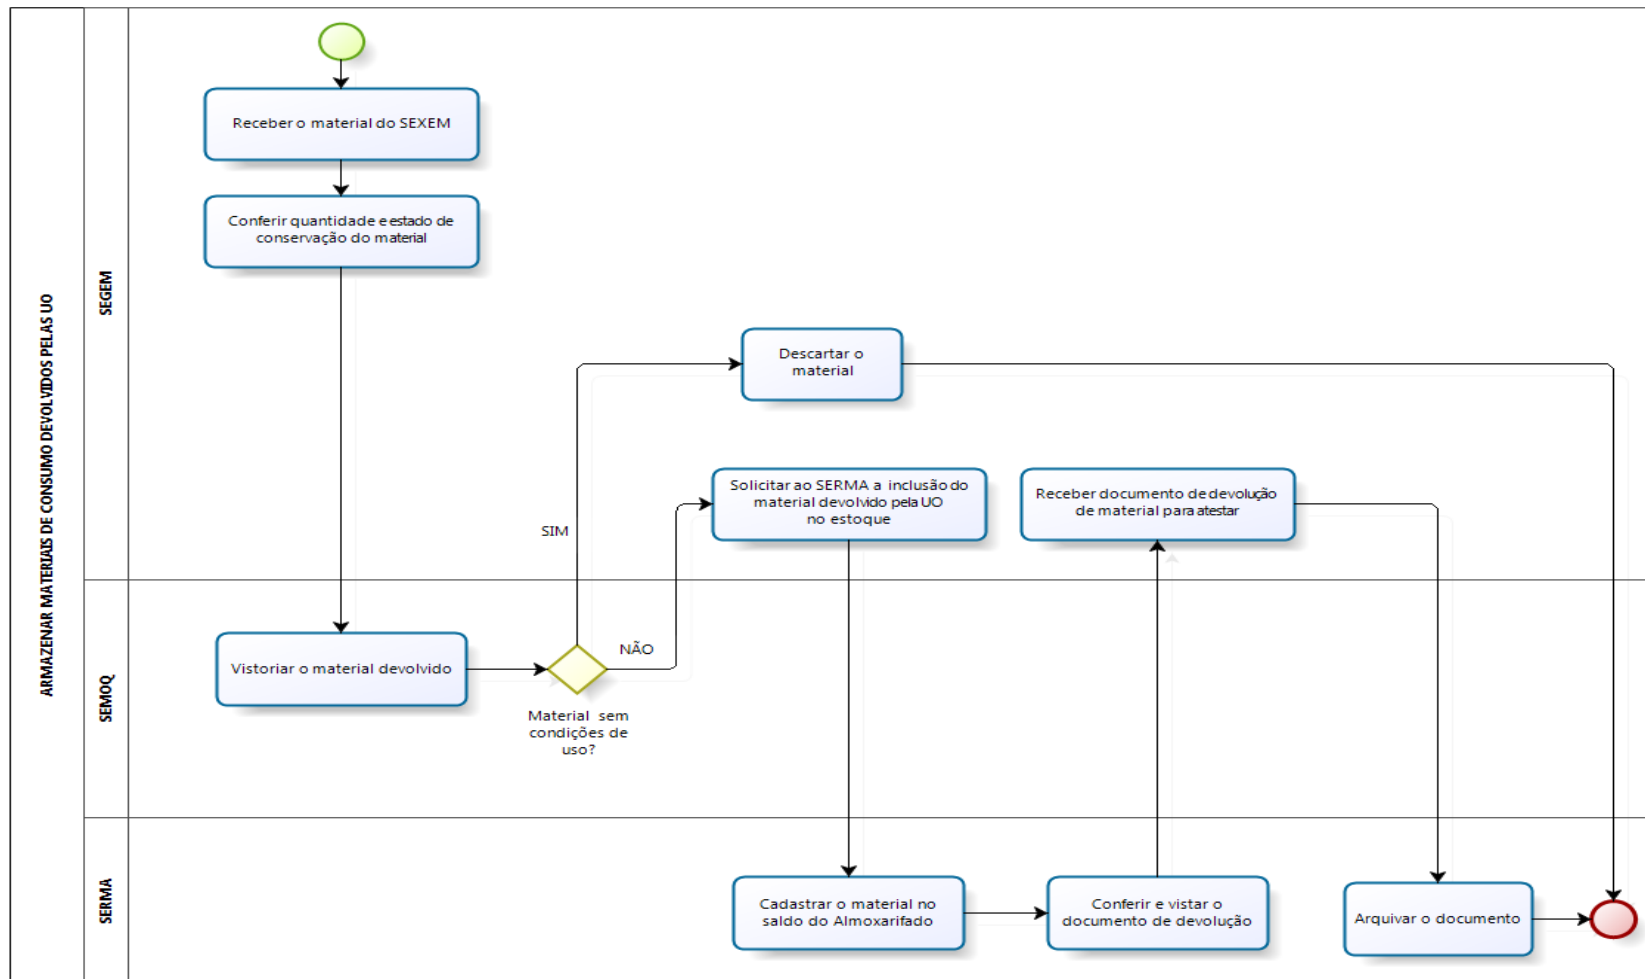 ARMAZENAR MATERIAIS DE CONSUMO DEVOLVIDOS PELAS UO
SEGEM
Receber o material do SEXEM
Conferir quantidade e estado de
conservação do material
Descartar o
material
SIM
Solicitar ao SERMA a inclusão do
material devolvido pela UO
no estoque
Receber documento de devolução
de material para atestar
SEMOQ
Vistoriar o material devolvido
NÃO
Material sem
condições de
uso?
SERMA
Cadastrar o material no
saldo do Almoxarifado
Conferir e vistar o
documento de devolução
Arquivar o documento